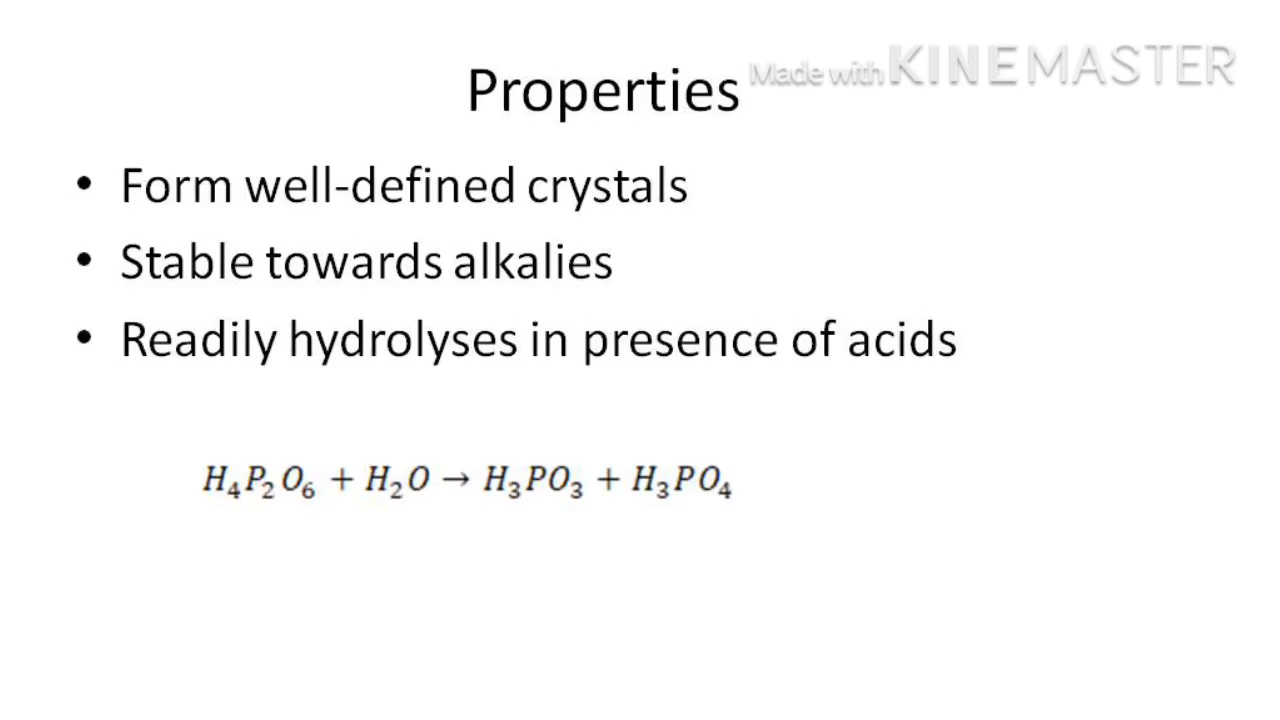 Properties
Made with KINEMASTER
• Form well-defined crystals
• Stable towards alkalies
• Readily hydrolyses in presence of acids
H₄P₂O₆ + H₂O → H₃PO₃ + H₃PO₄